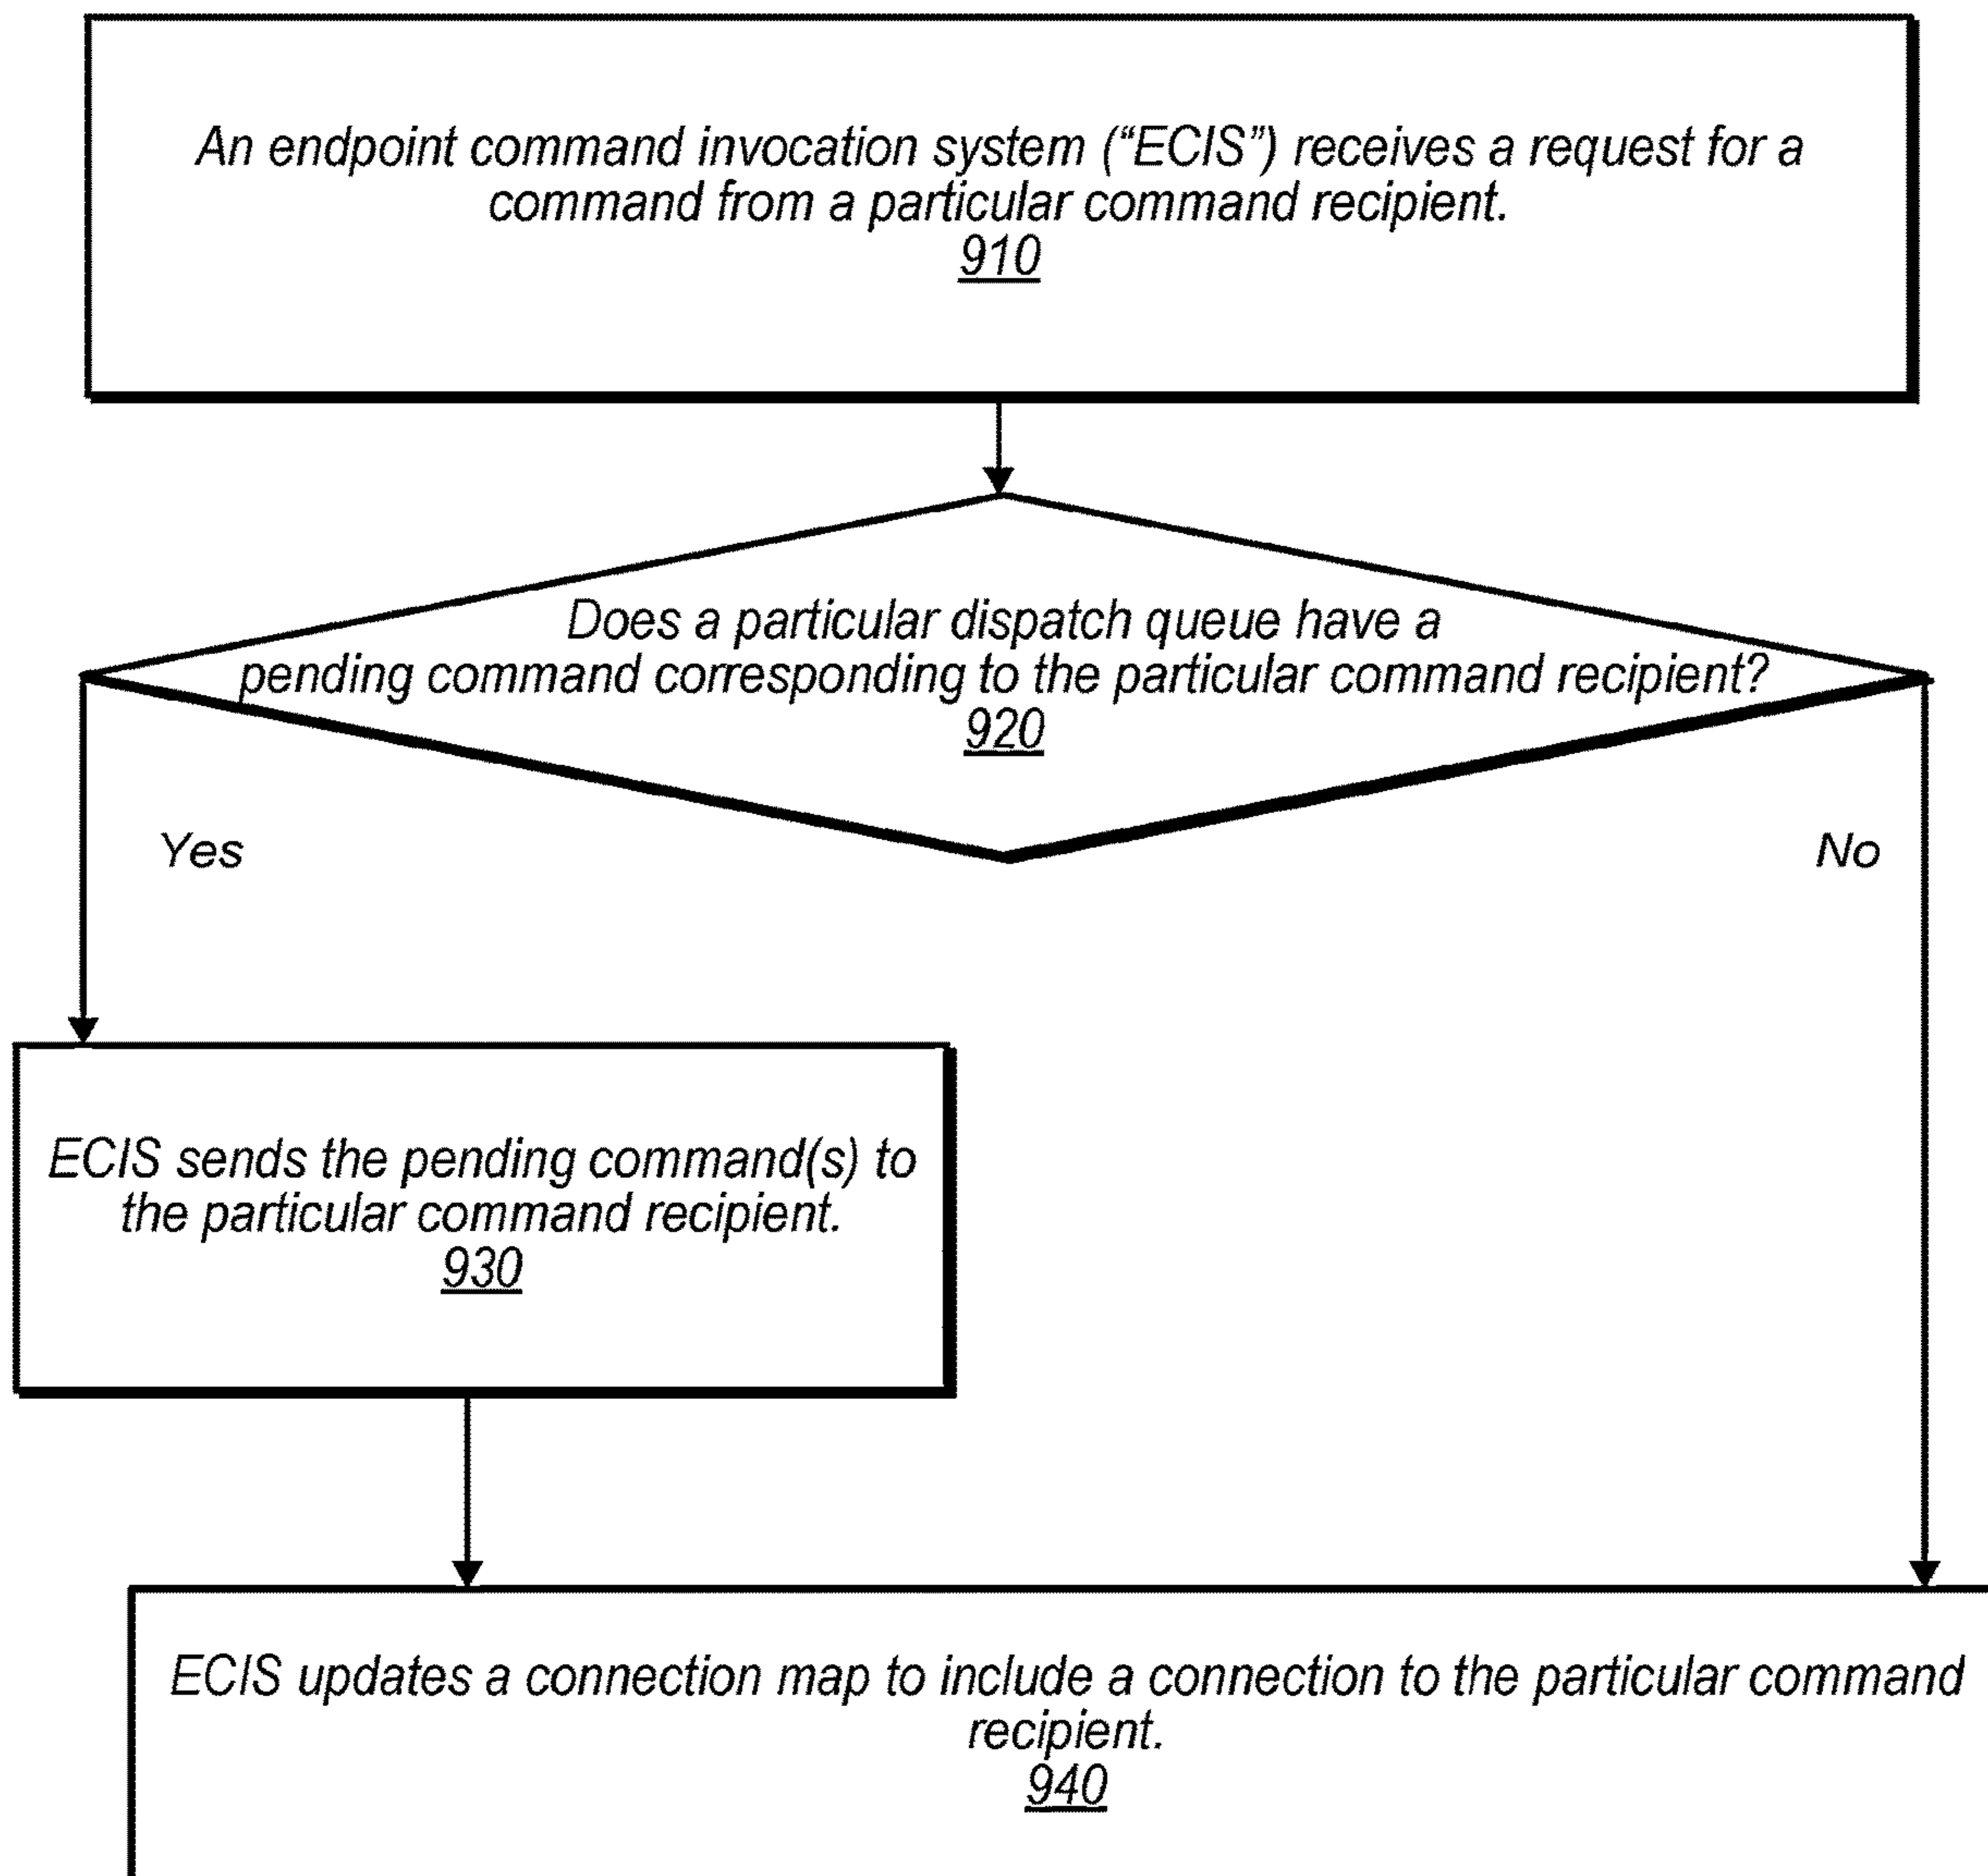 An endpoint command invocation system (“ECIS”) receives a request for a
command from a particular command recipient.
910
Does a particular dispatch queue have a
pending command corresponding to the particular command recipient?
920
Yes
No
ECIS sends the pending command(s) to
the particular command recipient.
930
ECIS updates a connection map to include a connection to the particular command
recipient.
940